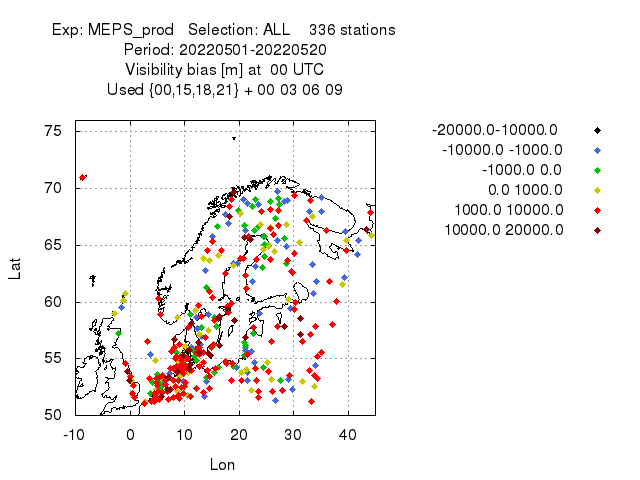 Exp: MEPS_prod   Selection: ALL    336 stations
Period: 20220501-20220520
Visibility bias [m] at  00 UTC
Used {00,15,18,21} + 00 03 06 09
-20000.0-10000.0
-10000.0 -1000.0
-1000.0 0.0
0.0 1000.0
1000.0 10000.0
10000.0 20000.0
75
70
65
60
55
50
Lat
-10 0 10 20 30 40
Lon